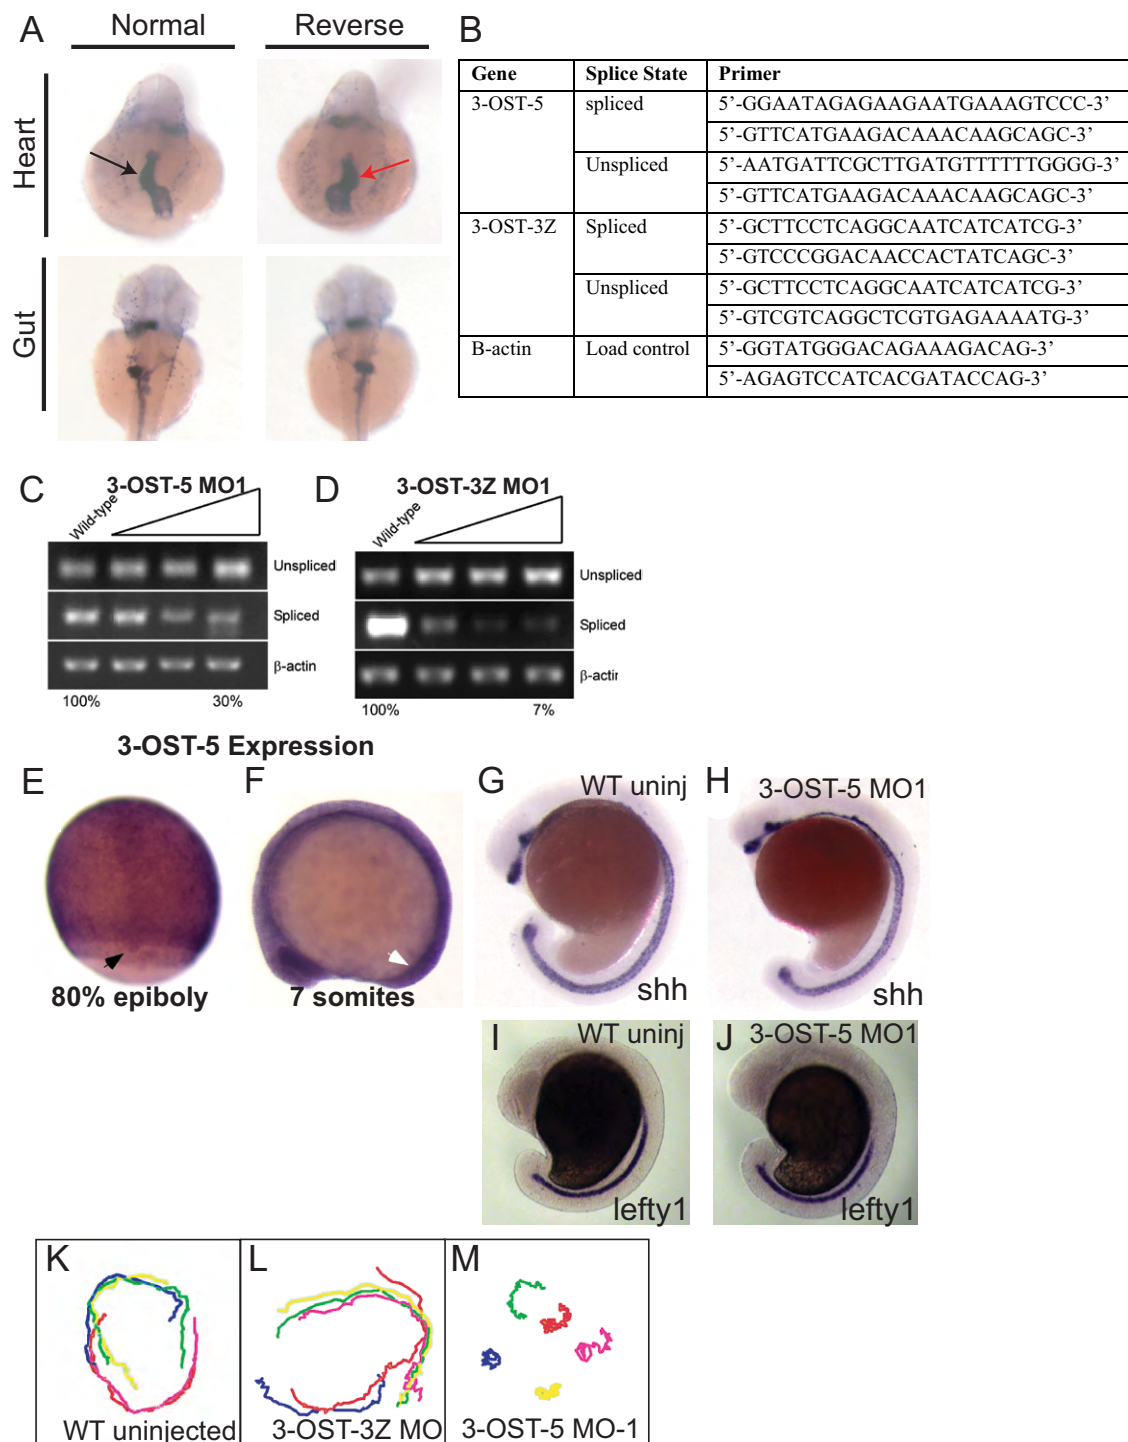 A
Normal
Reverse
Heart
Gut
B
Gene Splice State Primer
3-OST-5 spliced 5’-GGAATAGAGAAGAATGAAAGTCCC-3’
5’-GTTCATGAAGACAAACAAGCAGC-3’
Unspliced 5’-AATGATTCGCTTGATGTTTTTTGGGG-3’
5’-GTTCATGAAGACAAACAAGCAGC-3’
3-OST-3Z Spliced 5’-GCTTCCTCAGGCAATCATCATCG-3’
5’-GTCCCGGACAACCACTATCAGC-3’
Unspliced 5’-GCTTCCTCAGGCAATCATCATCG-3’
5’-GTCGTCAGGCTCGTGAGAAAATG-3’
B-actin Load control 5’-GGTATGGGACAGAAAGACAG-3’
5’-AGAGTCCATCACGATACCAG-3’
C
3-OST-5 MO1
Wild-type
Unspliced
Spliced
β-actin
100% 30%
D
3-OST-3Z MO1
Wild-type
Unspliced
Spliced
β-actir
100% 7%
3-OST-5 Expression
E
80% epiboly
F
7 somites
G
WT uninj
shh
H
3-OST-5 MO1
shh
I
WT uninj
lefty1
J
3-OST-5 MO1
lefty1
K
WT uninjected
L
3-OST-3Z MO
M
3-OST-5 MO-1